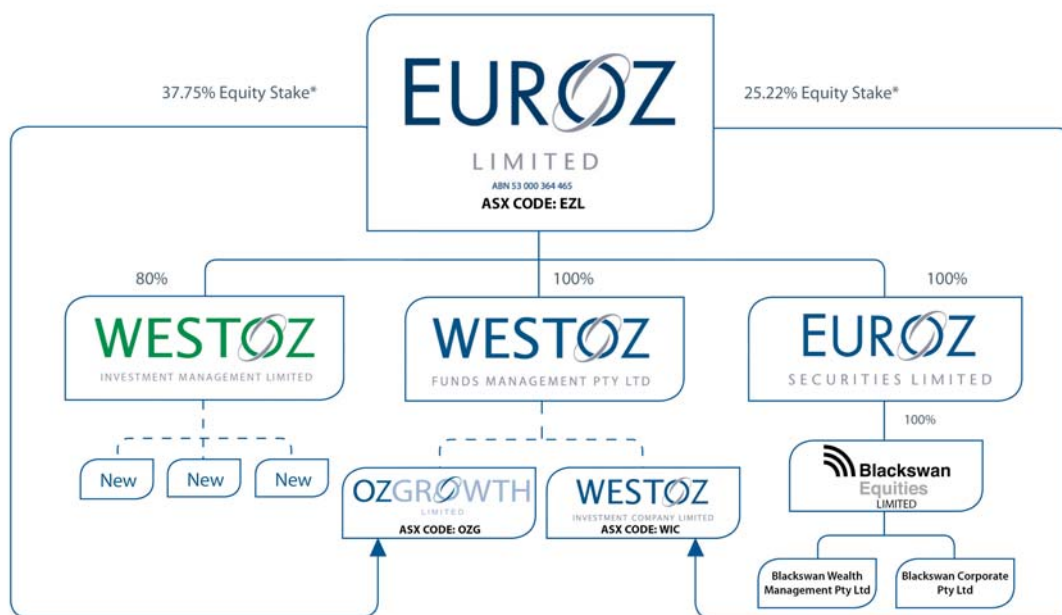 37.75% Equity Stake*
EUROZ
LIMITED
ABN 53 000 364 465
ASX CODE: EZL
25.22% Equity Stake*
80%
100%
100%
WESTOZ
INVESTMENT MANAGEMENT LIMITED
WESTOZ
FUNDS MANAGEMENT PTY LTD
EUROZ
SECURITIES LIMITED
100%
New
New
New
OZGROWTH
LIMITED
ASX CODE: OZG
WESTOZ
INVESTMENT COMPANY LIMITED
ASX CODE: WIC
Blackswan
Equities
LIMITED
Blackswan Wealth
Management Pty Ltd
Blackswan Corporate
Pty Ltd